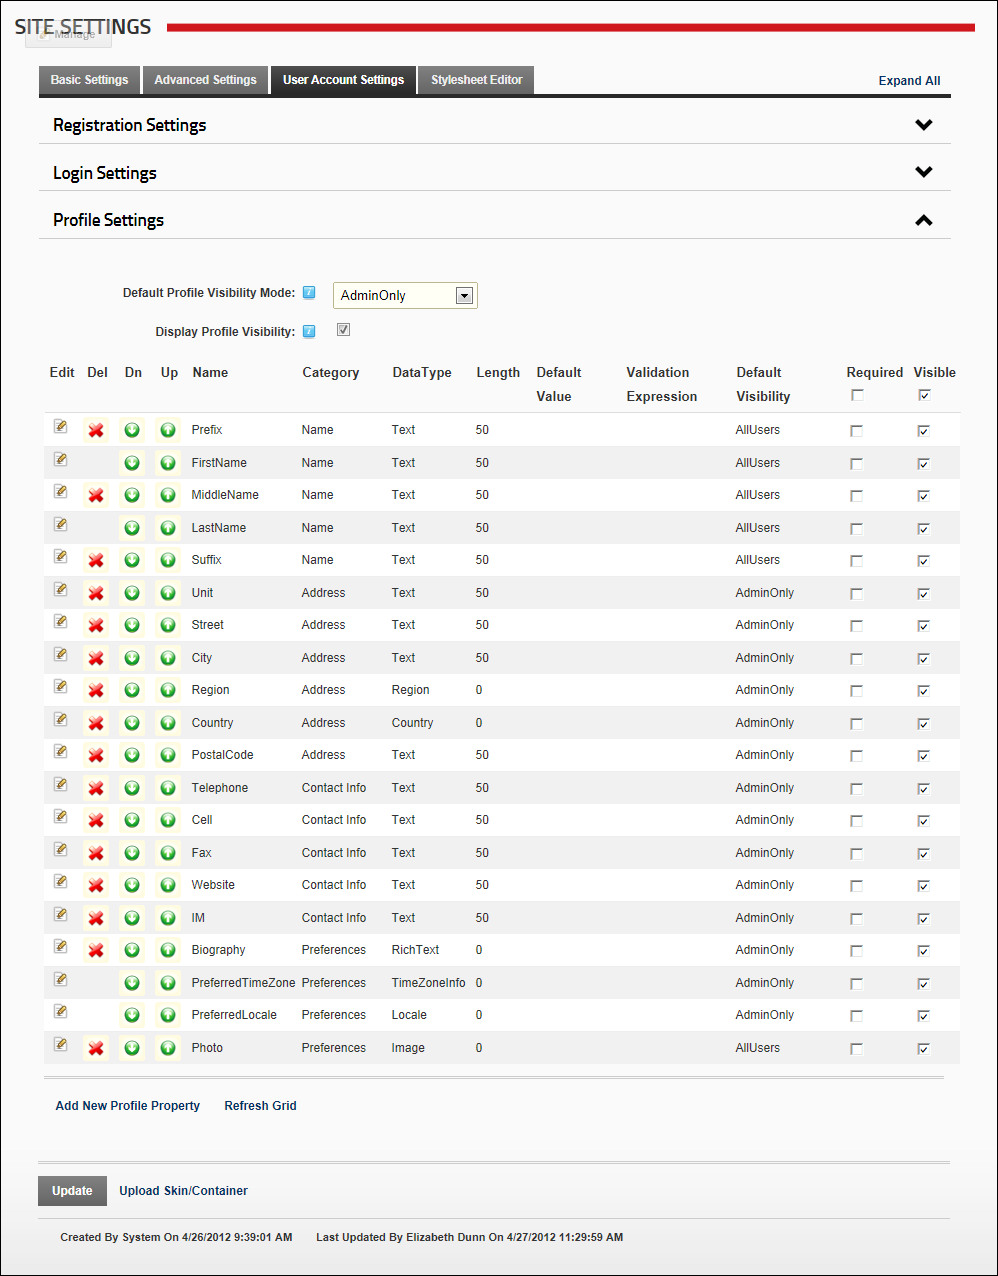 SITE SETTINGS
Manage
Basic Settings Advanced Settings User Account Settings Stylesheet Editor Expand All
Registration Settings
Login Settings
Profile Settings
Default Profile Visibility Mode: AdminOnly
Display Profile Visibility:
Edit Del Dn Up Name Category DataType Length Default Validation Default Required Visible
Value Expression Visibility
Prefix Name Text 50 AllUsers
FirstName Name Text 50 AllUsers
MiddleName Name Text 50 AllUsers
LastName Name Text 50 AllUsers
Suffix Name Text 50 AllUsers
Unit Address Text 50 AdminOnly
Street Address Text 50 AdminOnly
City Address Text 50 AdminOnly
Region Address Region 0 AdminOnly
Country Address Country 0 AdminOnly
PostalCode Address Text 50 AdminOnly
Telephone Contact Info Text 50 AdminOnly
Cell Contact Info Text 50 AdminOnly
Fax Contact Info Text 50 AdminOnly
Website Contact Info Text 50 AdminOnly
IM Contact Info Text 50 AdminOnly
Biography Preferences RichText 0 AdminOnly
PreferredTimeZone Preferences TimeZoneInfo 0 AdminOnly
PreferredLocale Preferences Locale 0 AdminOnly
Photo Preferences Image 0 AllUsers
Add New Profile Property Refresh Grid
Update Upload Skin/Container
Created By System On 4/26/2012 9:39:01 AM Last Updated By Elizabeth Dunn On 4/27/2012 11:29:59 AM